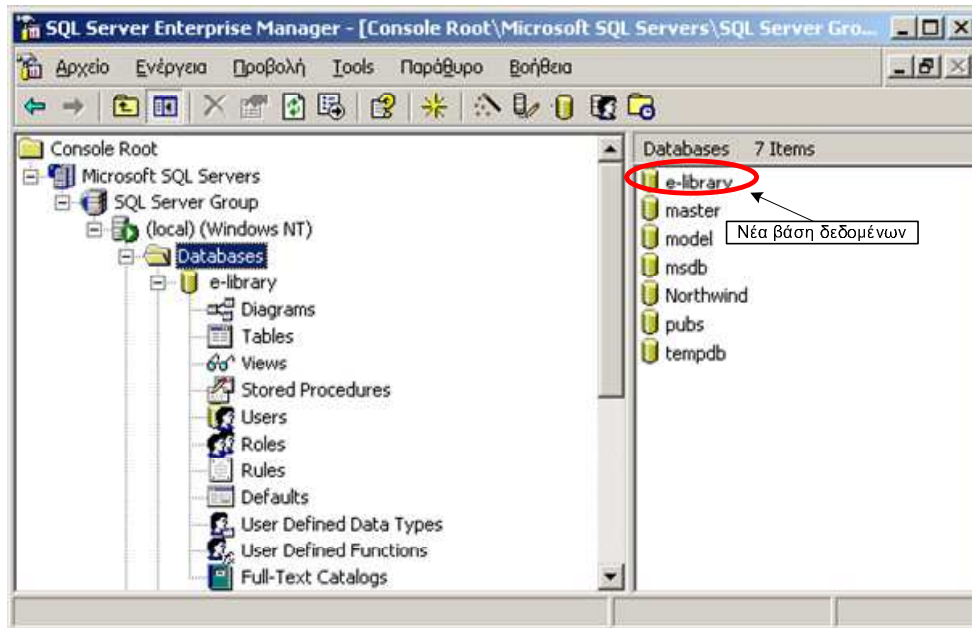 SQL Server Enterprise Manager - [Console Root\Microsoft SQL Servers\SQL Server Gro...
Αρχείο Ενέργεια Προβολή Tools Παράθυρο Βοήθεια
Console Root
Microsoft SQL Servers
SQL Server Group
(local) (Windows NT)
Databases
e-library
Diagrams
Tables
Views
Stored Procedures
Users
Roles
Rules
Defaults
User Defined Data Types
User Defined Functions
Full-Text Catalogs
Databases 7 Items
e-library
master
model
msdb
Northwind
pubs
tempdb
Νέα βάση δεδομένων